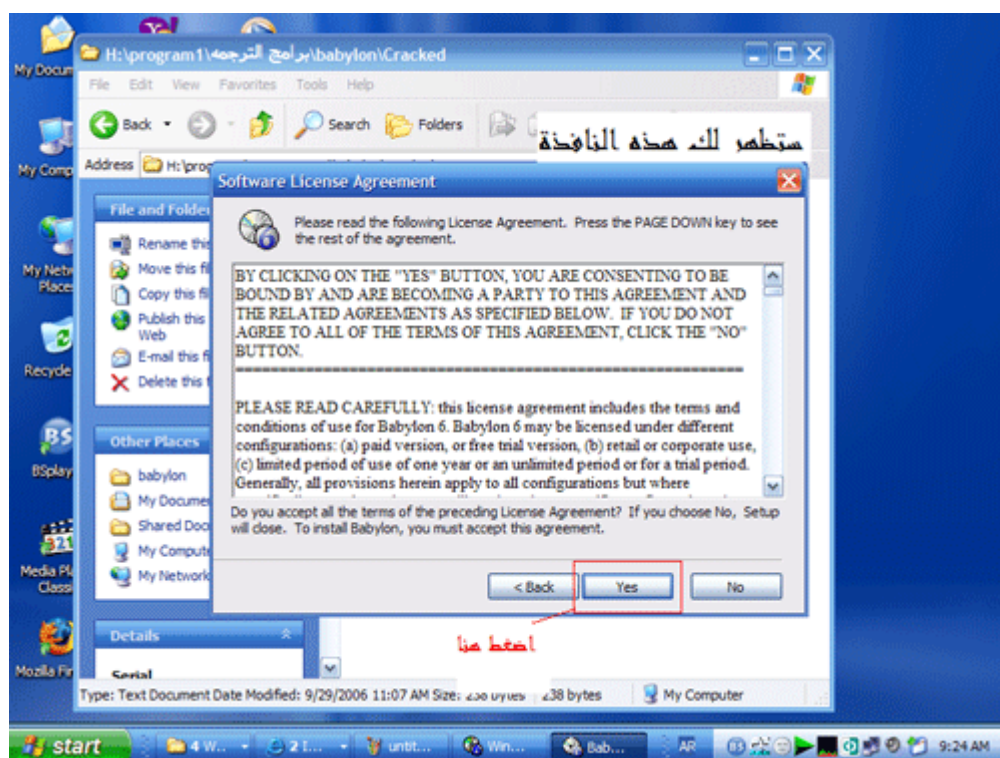 H:\program1\برامج الترجمه\babylon\Cracked
File Edit View Favorites Tools Help
Back
Search
Folders
ستظهر لك هذه النافذة
Address
H:\prog
My Docum
My Comp
My Netw
Places
Recycle
BSplay
Media Pla
Classi
Mozilla Fir
File and Folder
Rename this
Move this fil
Copy this fil
Publish this
Web
E-mail this fi
Delete this f
Other Places
babylon
My Documen
Shared Doc
My Compute
My Network
Details
Serial
Software License Agreement
Please read the following License Agreement. Press the PAGE DOWN key to see
the rest of the agreement.
BY CLICKING ON THE "YES" BUTTON, YOU ARE CONSENTING TO BE
BOUND BY AND ARE BECOMING A PARTY TO THIS AGREEMENT AND
THE RELATED AGREEMENTS AS SPECIFIED BELOW. IF YOU DO NOT
AGREE TO ALL OF THE TERMS OF THIS AGREEMENT, CLICK THE "NO"
BUTTON.
PLEASE READ CAREFULLY: this license agreement includes the terms and
conditions of use for Babylon 6. Babylon 6 may be licensed under different
configurations: (a) paid version, or free trial version, (b) retail or corporate use,
(c) limited period of use of one year or an unlimited period or for a trial period.
Generally, all provisions herein apply to all configurations but where
Do you accept all the terms of the preceding License Agreement? If you choose No, Setup
will close. To install Babylon, you must accept this agreement.
< Back
Yes
No
اضغط هنا
Type: Text Document Date Modified: 9/29/2006 11:07 AM Size: 238 bytes
238 bytes
My Computer
start
4 W...
2 I...
untit...
Win...
Bab...
AR
9:24 AM